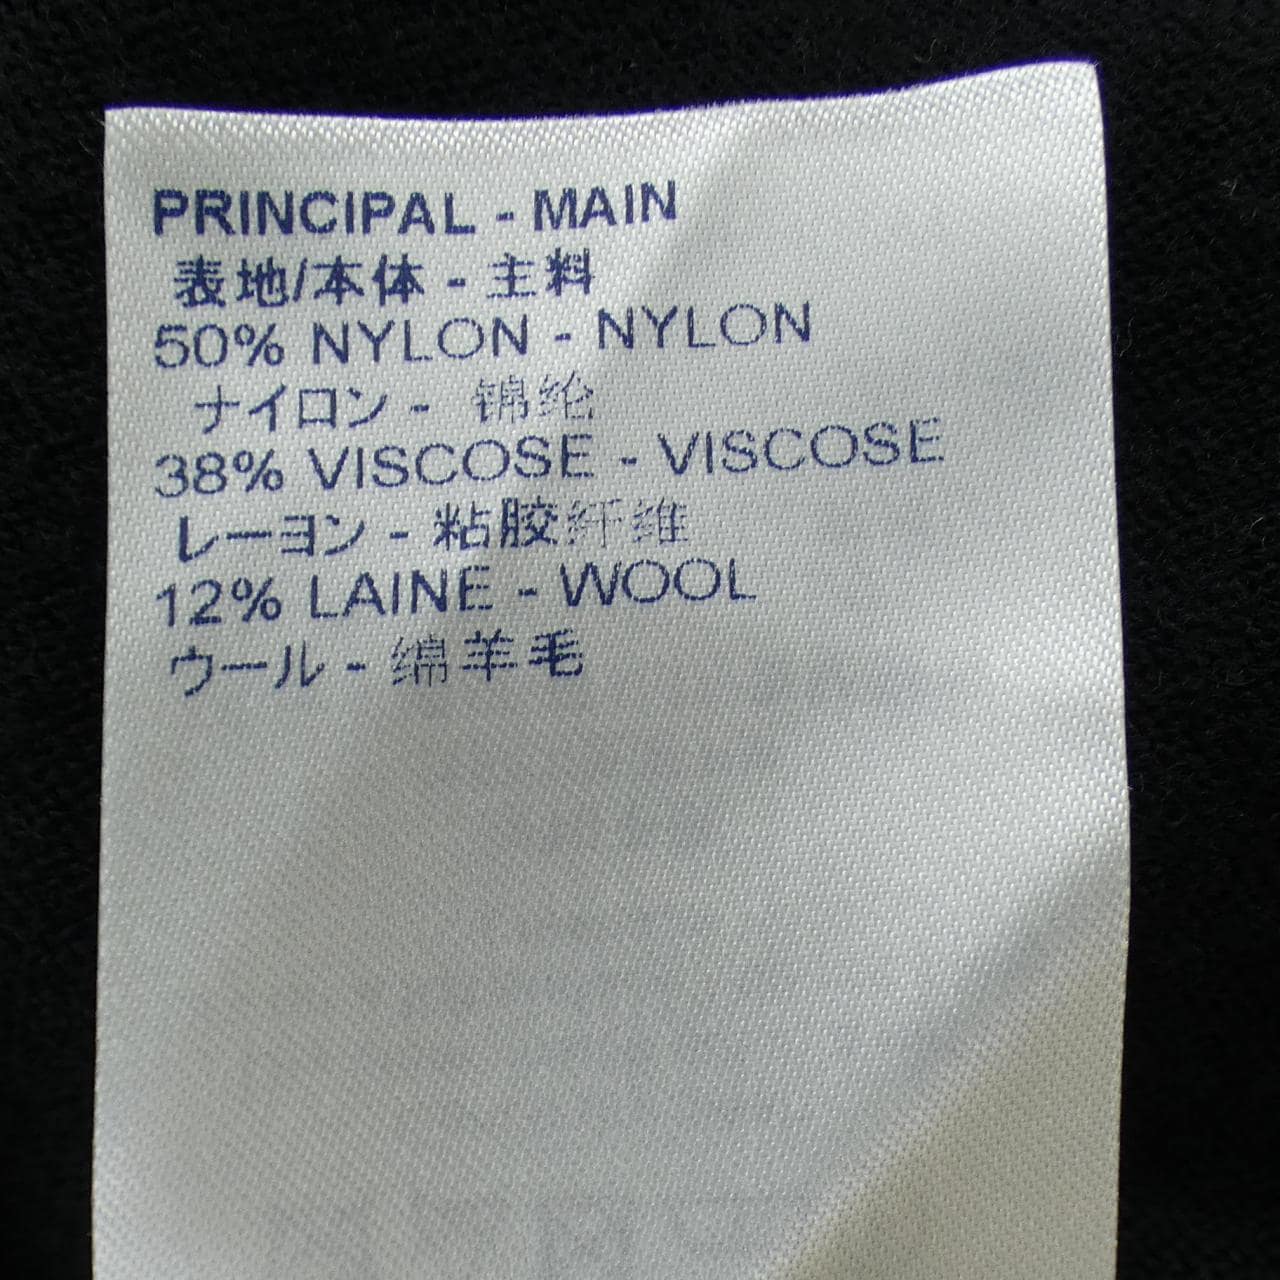 PRINCIPAL - MAIN
表地/本体 - 主料
50% NYLON - NYLON
ナイロン - 锦纶
38% VISCOSE - VISCOSE
レーヨン - 粘胶纤维
12% LAINE - WOOL
ウール - 绵羊毛